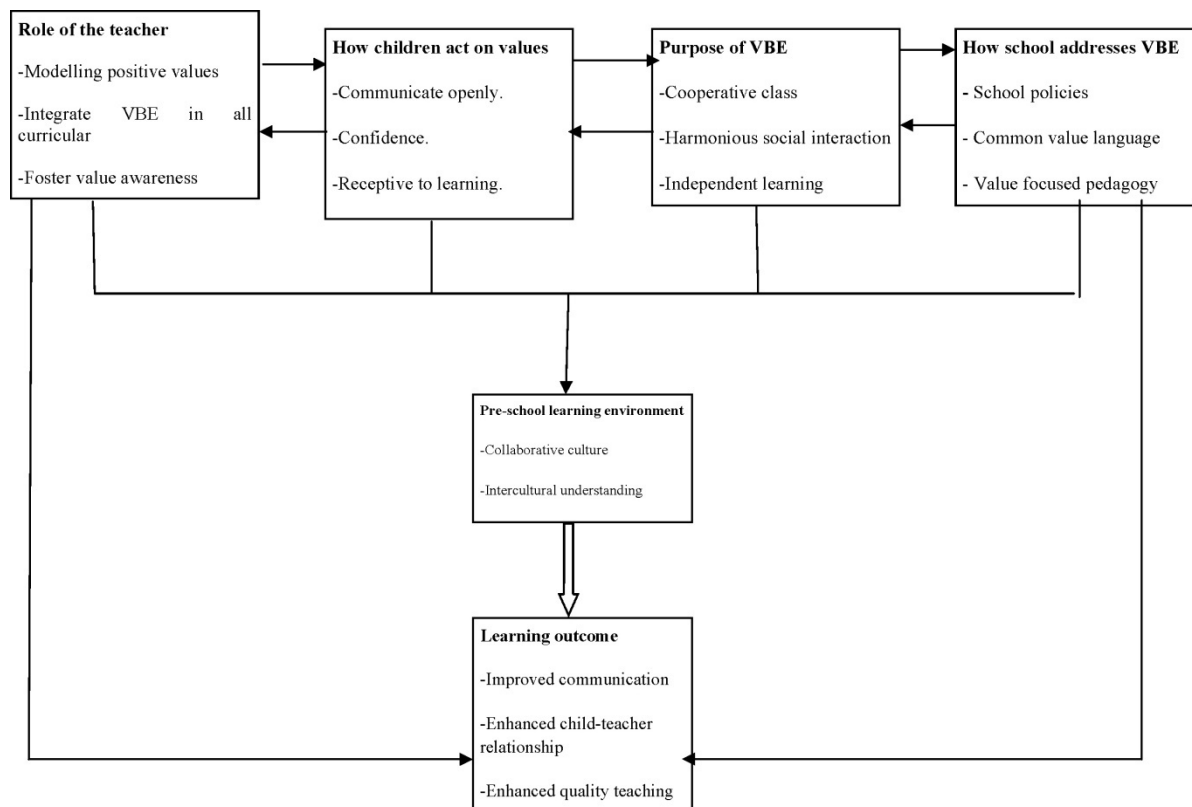 Role of the teacher
-Modelling positive values
-Integrate VBE in all
curricular
-Foster value awareness
How children act on values
-Communicate openly.
-Confidence.
-Receptive to learning.
Purpose of VBE
-Cooperative class
-Harmonious social interaction
-Independent learning
How school addresses VBE
- School policies
- Common value language
- Value focused pedagogy
Pre-school learning environment
-Collaborative culture
-Intercultural understanding
Learning outcome
-Improved communication
-Enhanced child-teacher
relationship
-Enhanced quality teaching